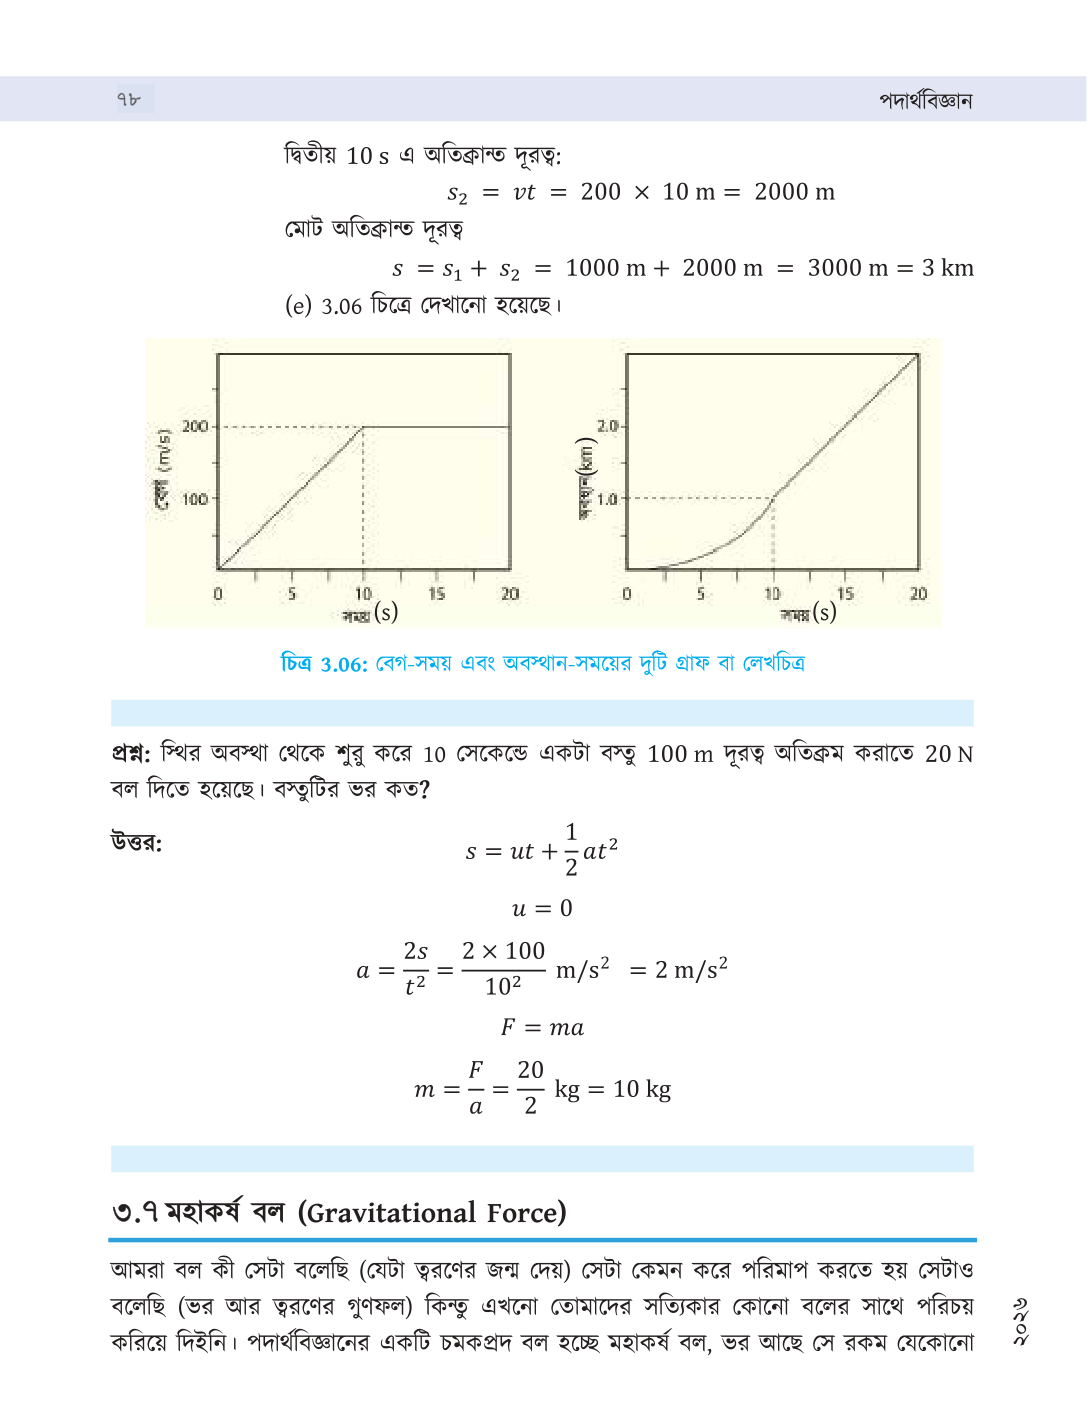 ৭৮
পদার্থবিজ্ঞান
দ্বিতীয় 10 s এ অতিক্রান্ত দূরত্ব:
s₂ = vt = 200 × 10 m = 2000 m
মোট অতিক্রান্ত দূরত্ব
s = s₁ + s₂ = 1000 m + 2000 m = 3000 m = 3 km
(e) 3.06 চিত্রে দেখানো হয়েছে।
বেগ (m/s)
200
100
0 5 10 15 20
সময় (s)
অবস্থান(km)
2.0
1.0
0 5 10 15 20
সময় (s)
চিত্র 3.06: বেগ-সময় এবং অবস্থান-সময়ের দুটি গ্রাফ বা লেখচিত্র
প্রশ্ন: স্থির অবস্থা থেকে শুরু করে 10 সেকেন্ডে একটা বস্তু 100 m দূরত্ব অতিক্রম করাতে 20 N
বল দিতে হয়েছে। বস্তুটির ভর কত?
উত্তর:
s = ut + 1/2 at²
u = 0
a = 2s/t² = 2 × 100/10² m/s² = 2 m/s²
F = ma
m = F/a = 20/2 kg = 10 kg
৩.৭ মহাকর্ষ বল (Gravitational Force)
আমরা বল কী সেটা বলেছি (যেটা ত্বরণের জন্ম দেয়) সেটা কেমন করে পরিমাপ করতে হয় সেটাও
বলেছি (ভর আর ত্বরণের গুণফল) কিন্তু এখনো তোমাদের সত্যিকার কোনো বলের সাথে পরিচয়
করিয়ে দিইনি। পদার্থবিজ্ঞানের একটি চমকপ্রদ বল হচ্ছে মহাকর্ষ বল, ভর আছে সে রকম যেকোনো
২০২৬